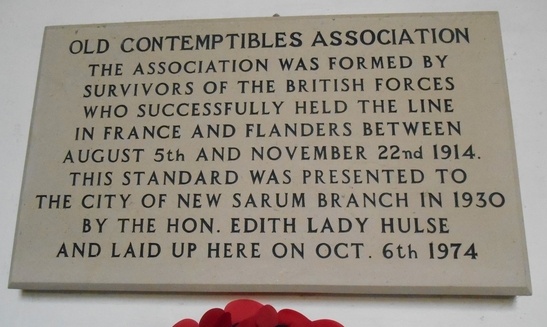 OLD CONTEMPTIBLES ASSOCIATION
THE ASSOCIATION WAS FORMED BY
SURVIVORS OF THE BRITISH FORCES
WHO SUCCESSFULLY HELD THE LINE
IN FRANCE AND FLANDERS BETWEEN
AUGUST 5th AND NOVEMBER 22nd 1914.
THIS STANDARD WAS PRESENTED TO
THE CITY OF NEW SARUM BRANCH IN 1930
BY THE HON. EDITH LADY HULSE
AND LAID UP HERE ON OCT. 6th 1974